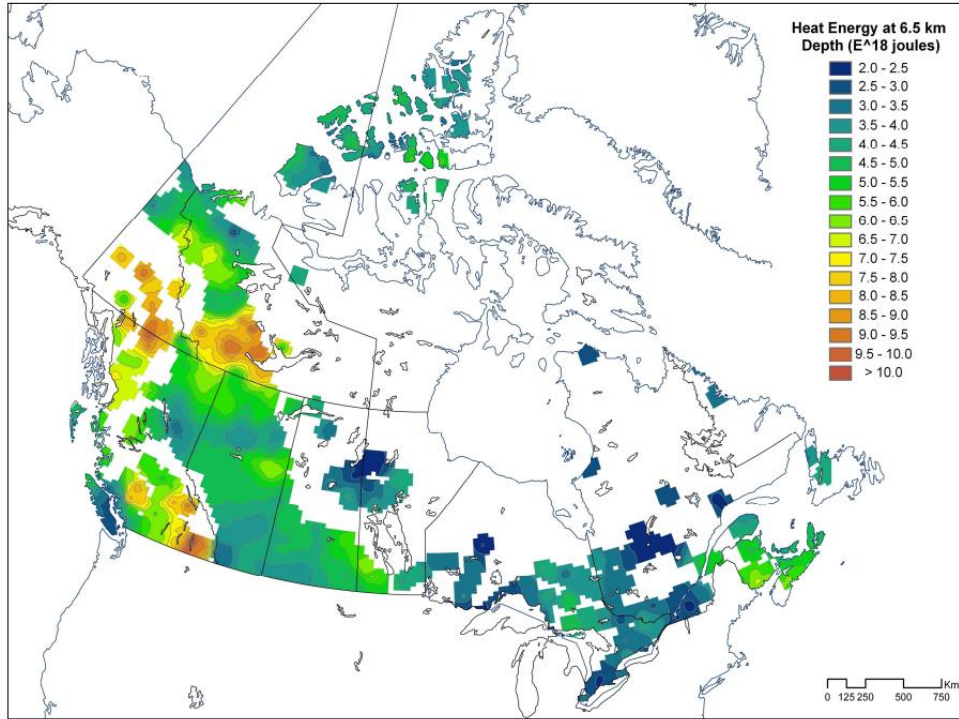 Heat Energy at 6.5 km
Depth (E^18 joules)
2.0 - 2.5
2.5 - 3.0
3.0 - 3.5
3.5 - 4.0
4.0 - 4.5
4.5 - 5.0
5.0 - 5.5
5.5 - 6.0
6.0 - 6.5
6.5 - 7.0
7.0 - 7.5
7.5 - 8.0
8.0 - 8.5
8.5 - 9.0
9.0 - 9.5
9.5 - 10.0
> 10.0
Km
0 125 250 500 750